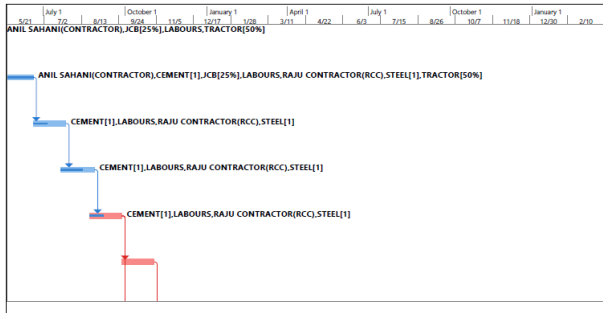 July 1 October 1 January 1 April 1 July 1 October 1 January 1
5/21 7/2 8/13 9/24 11/5 12/17 1/28 3/11 4/22 6/3 7/15 8/26 10/7 11/18 12/30 2/10
ANIL SAHANI(CONTRACTOR),JCB[25%],LABOURS,TRACTOR[50%]
ANIL SAHANI(CONTRACTOR),CEMENT[1],JCB[25%],LABOURS,RAJU CONTRACTOR(RCC),STEEL[1],TRACTOR[50%]
CEMENT[1],LABOURS,RAJU CONTRACTOR(RCC),STEEL[1]
CEMENT[1],LABOURS,RAJU CONTRACTOR(RCC),STEEL[1]
CEMENT[1],LABOURS,RAJU CONTRACTOR(RCC),STEEL[1]